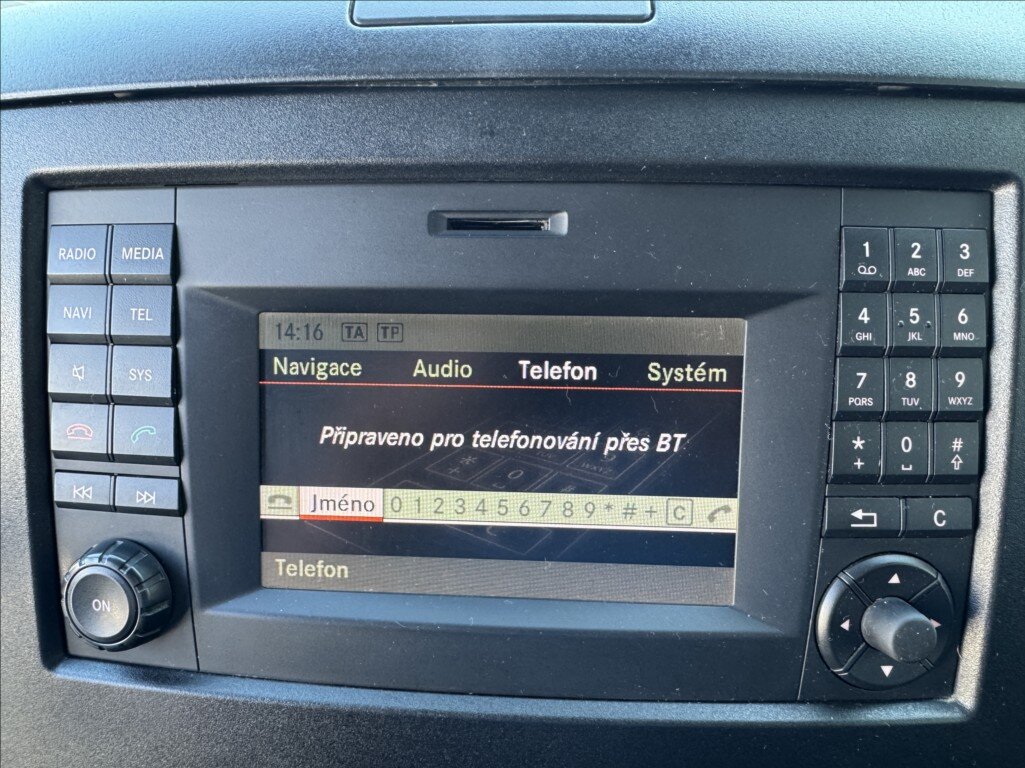 RADIO MEDIA
NAVI TEL
SYS
ON
14:16 TA TP
Navigace Audio Telefon Systém
Připraveno pro telefonování přes BT
Jméno 0 1 2 3 4 5 6 7 8 9 * # + C
Telefon
1 2 ABC 3 DEF
4 GHI 5 JKL 6 MNO
7 PQRS 8 TUV 9 WXYZ
* + 0 #
C